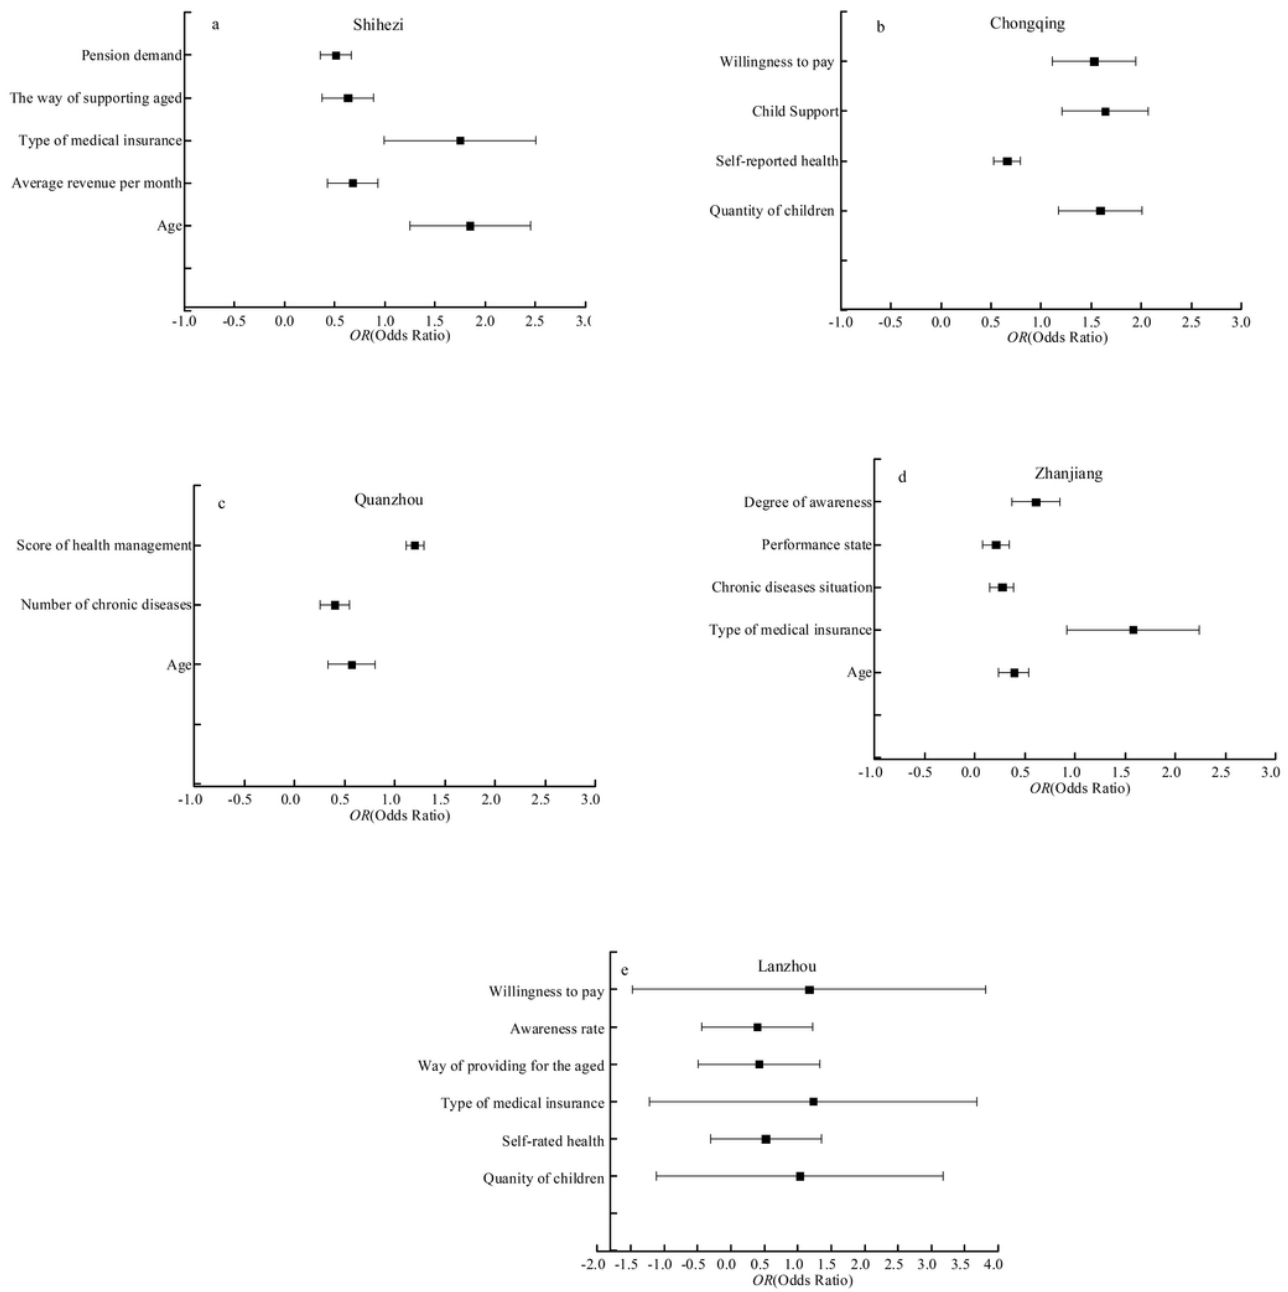 a
Shihezi
Pension demand
The way of supporting aged
Type of medical insurance
Average revenue per month
Age
-1.0 -0.5 0.0 0.5 1.0 1.5 2.0 2.5 3.0
OR(Odds Ratio)
b
Chongqing
Willingness to pay
Child Support
Self-reported health
Quantity of children
-1.0 -0.5 0.0 0.5 1.0 1.5 2.0 2.5 3.0
OR(Odds Ratio)
c
Quanzhou
Score of health management
Number of chronic diseases
Age
-1.0 -0.5 0.0 0.5 1.0 1.5 2.0 2.5 3.0
OR(Odds Ratio)
d
Zhanjiang
Degree of awareness
Performance state
Chronic diseases situation
Type of medical insurance
Age
-1.0 -0.5 0.0 0.5 1.0 1.5 2.0 2.5 3.0
OR(Odds Ratio)
e
Lanzhou
Willingness to pay
Awareness rate
Way of providing for the aged
Type of medical insurance
Self-rated health
Quanity of children
-2.0 -1.5 -1.0 -0.5 0.0 0.5 1.0 1.5 2.0 2.5 3.0 3.5 4.0
OR(Odds Ratio)